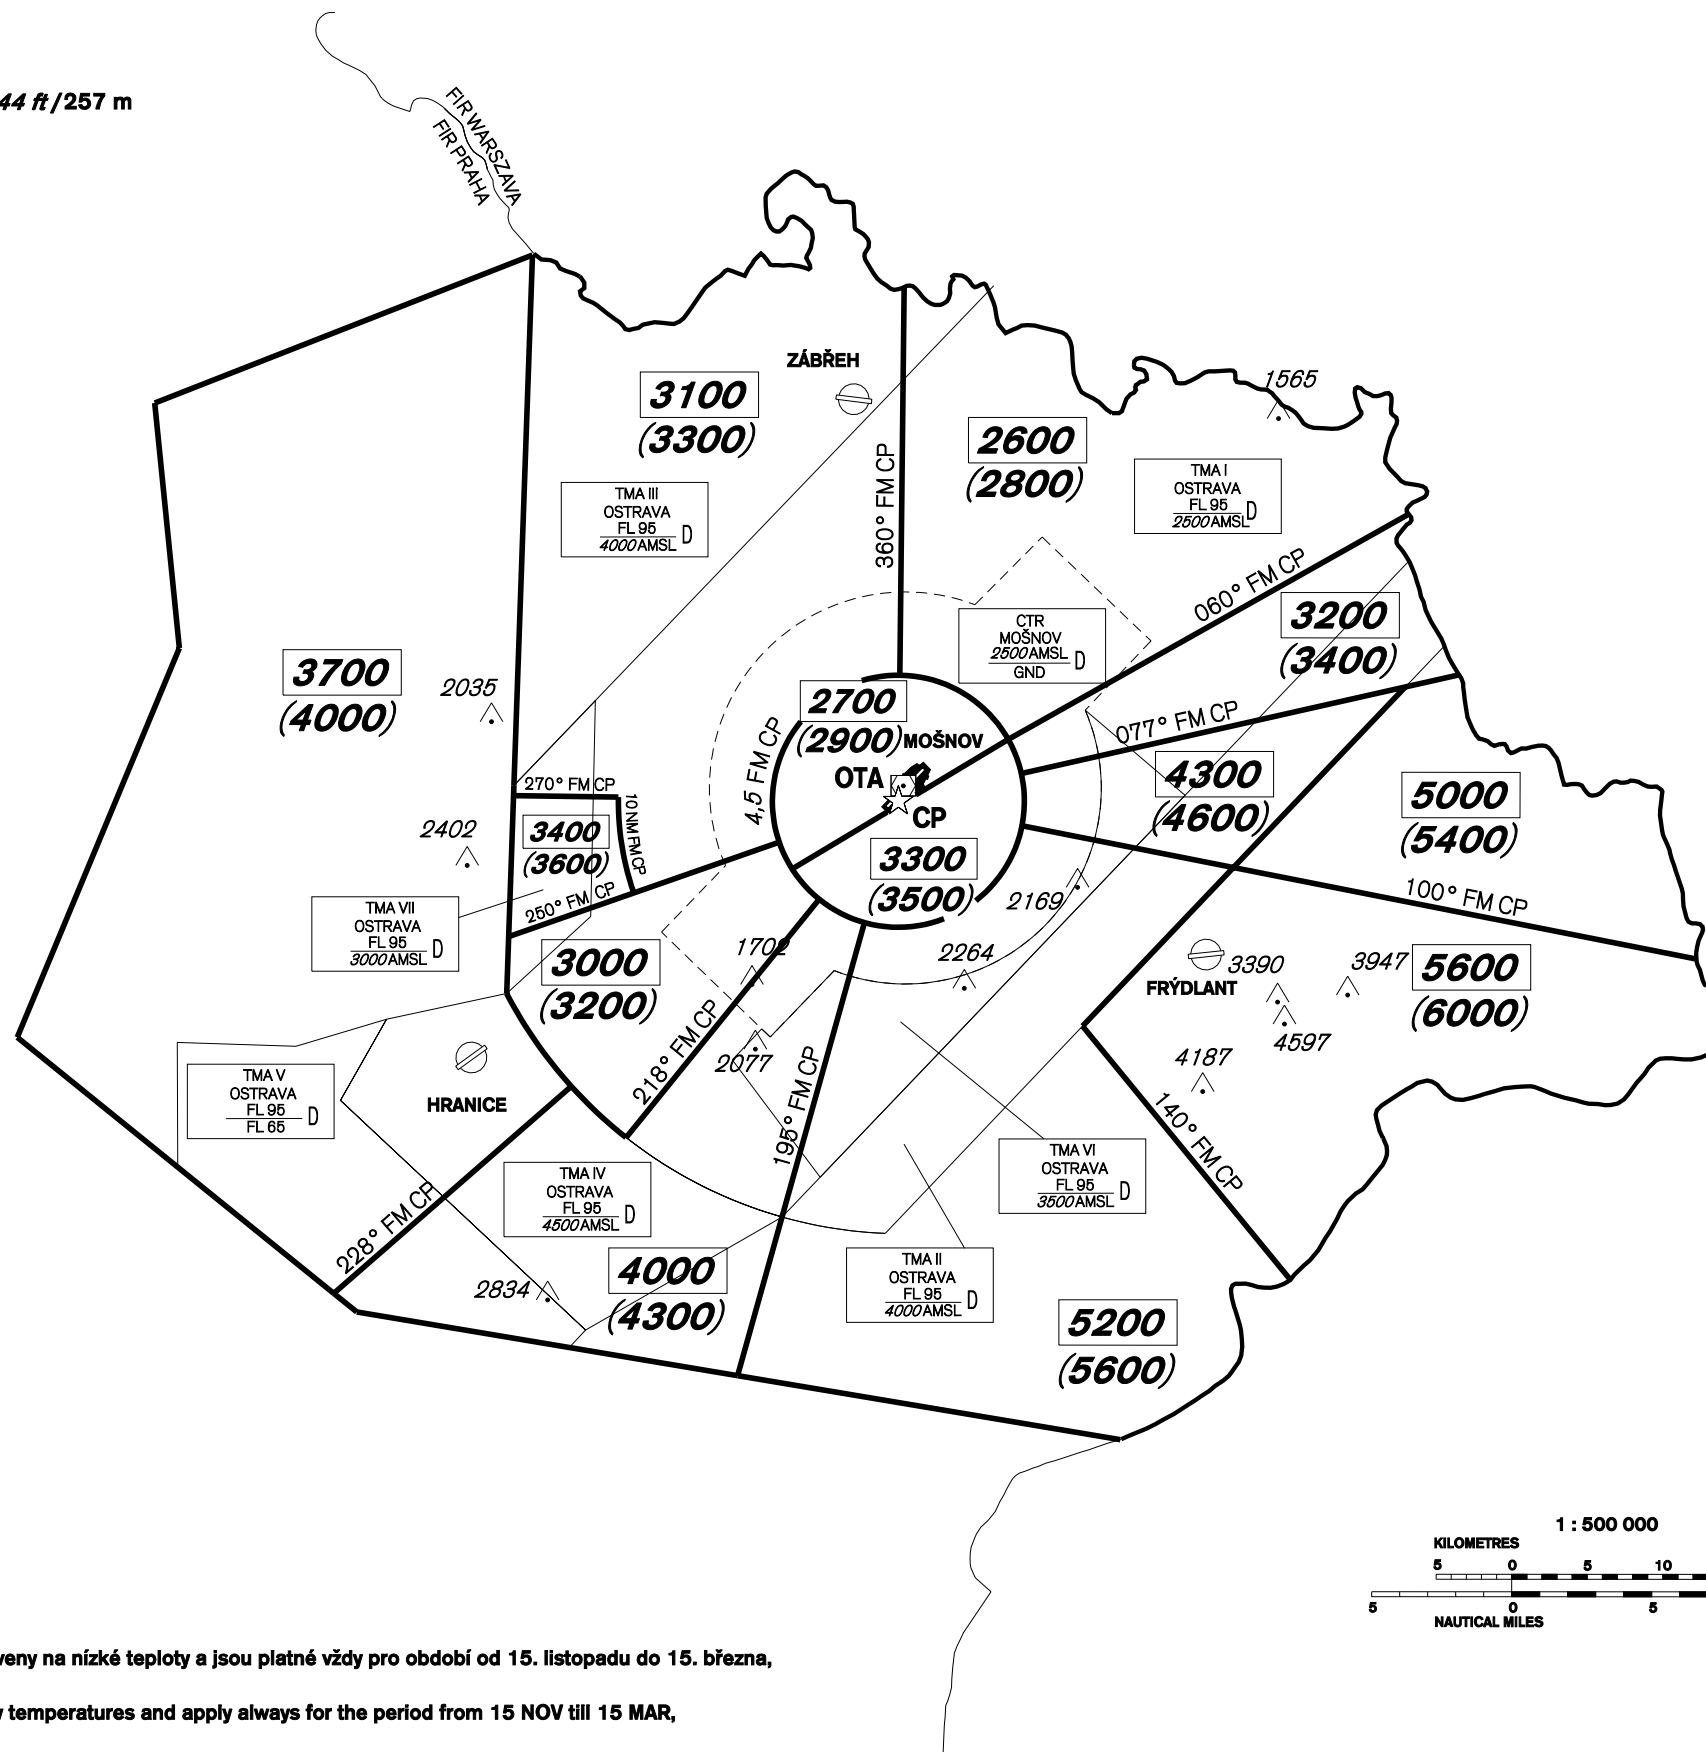 44 ft/257 m
FIR WARSZAVA
FIR PRAHA
ZÁBŘEH
3100
(3300)
1565
2600
(2800)
TMA I
OSTRAVA
FL 95
2500 AMSL
D
TMA III
OSTRAVA
FL 95
4000 AMSL
D
360° FM CP
060° FM CP
3200
(3400)
CTR
MOŠNOV
2500 AMSL
GND
D
3700
(4000)
2035
2700
(2900)
MOŠNOV
4,5 FM CP
077° FM CP
OTA
CP
270° FM CP
10 NM FM CP
4300
(4600)
5000
(5400)
2402
3400
(3600)
3300
(3500)
250° FM CP
2169
100° FM CP
TMA VII
OSTRAVA
FL 95
3000 AMSL
D
3000
(3200)
1702
2264
3390
3947
5600
(6000)
FRÝDLANT
4597
4187
218° FM CP
2077
195° FM CP
140° FM CP
TMA V
OSTRAVA
FL 95
FL 65
D
HRANICE
TMA VI
OSTRAVA
FL 95
3500 AMSL
D
TMA IV
OSTRAVA
FL 95
4500 AMSL
D
228° FM CP
2834
4000
(4300)
TMA II
OSTRAVA
FL 95
4000 AMSL
D
5200
(5600)
1 : 500 000
KILOMETRES
5 0 5 10
5 0 5
NAUTICAL MILES
veny na nízké teploty a jsou platné vždy pro období od 15. listopadu do 15. března,
temperatures and apply always for the period from 15 NOV till 15 MAR,